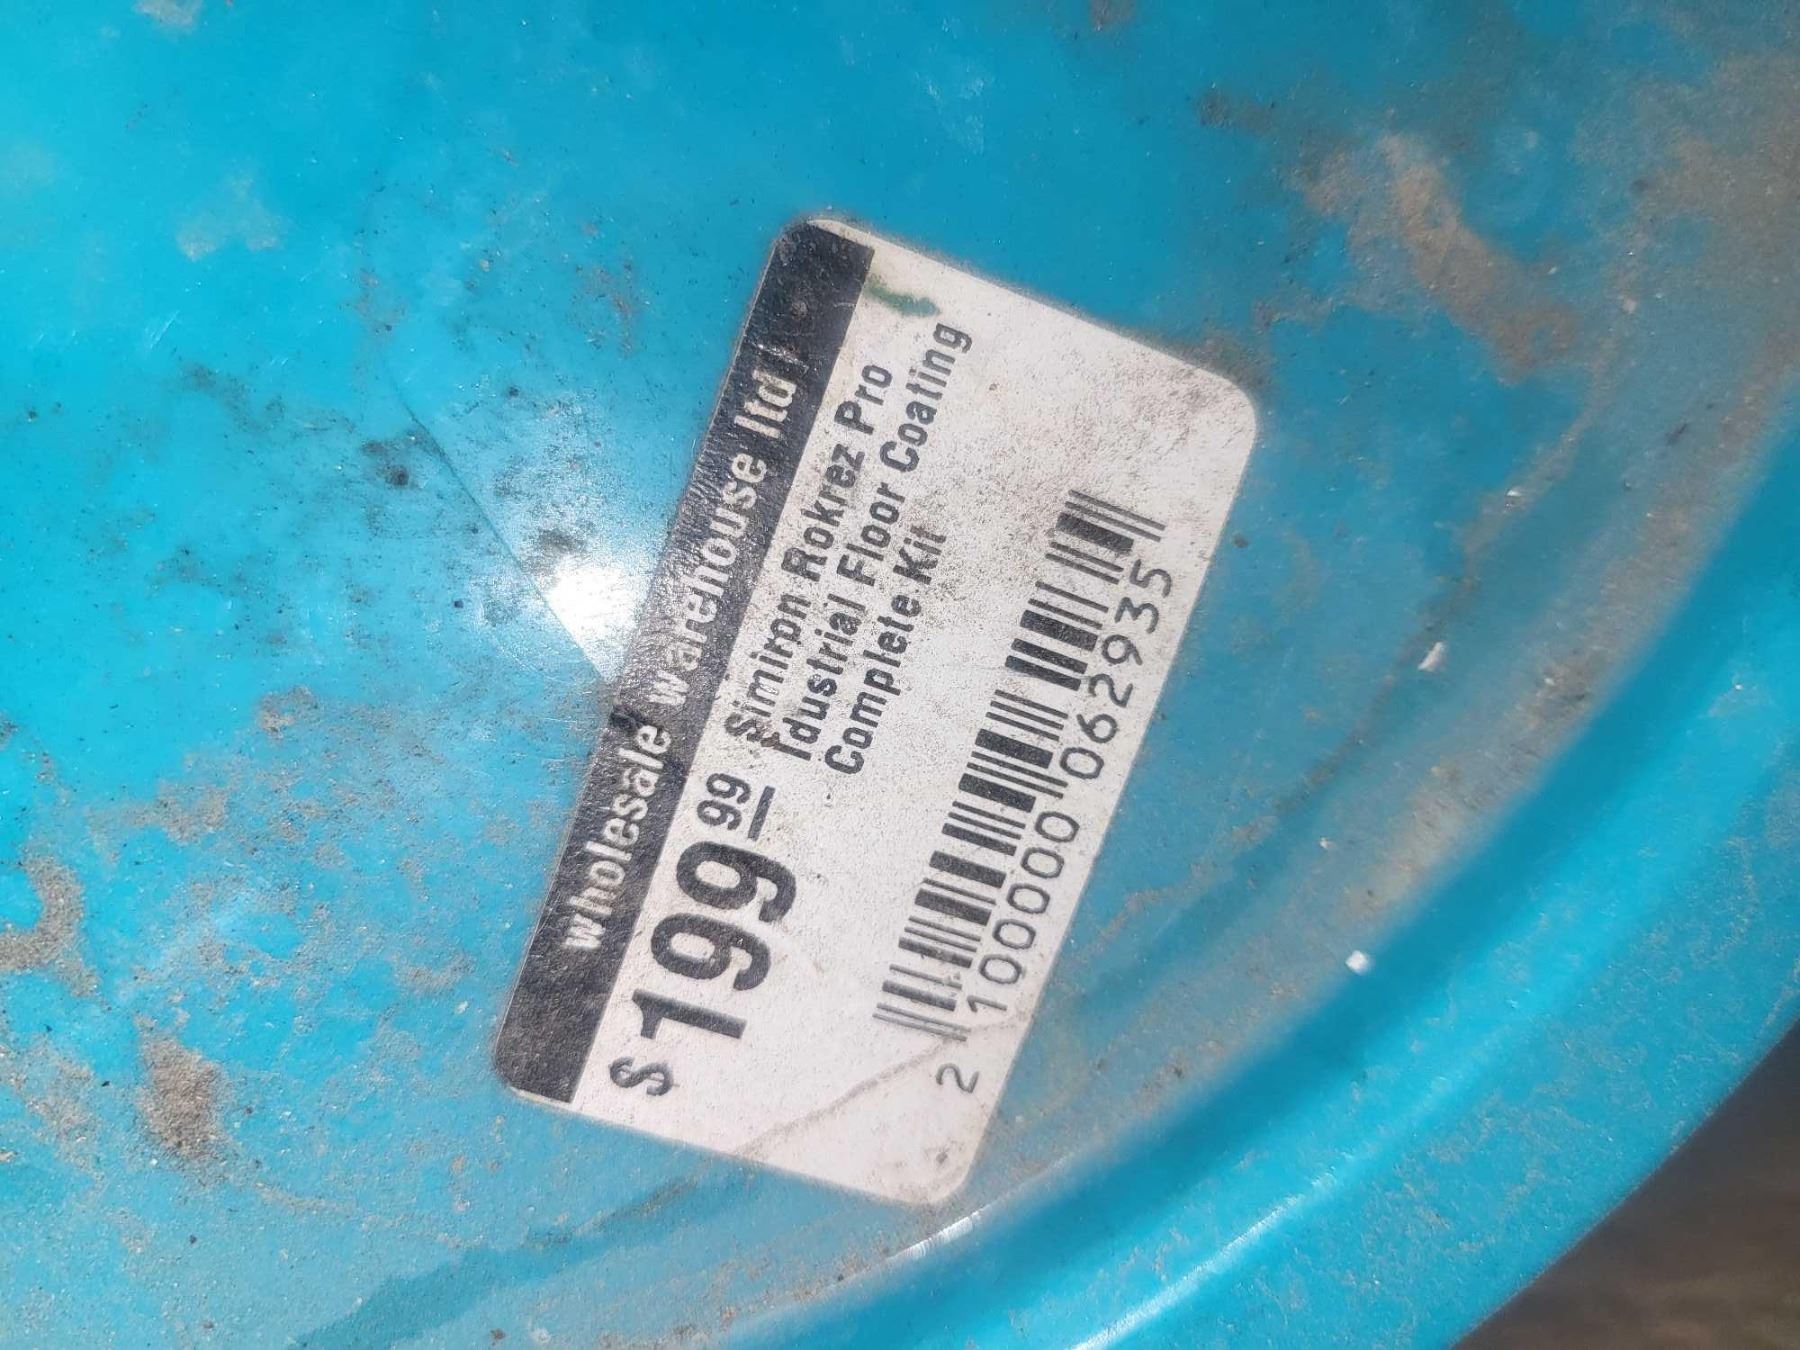 wholesale warehouse ltd
$199.99
Simiron Rokrez Pro
Idustrial Floor Coating
Complete Kit
2 100000 062935